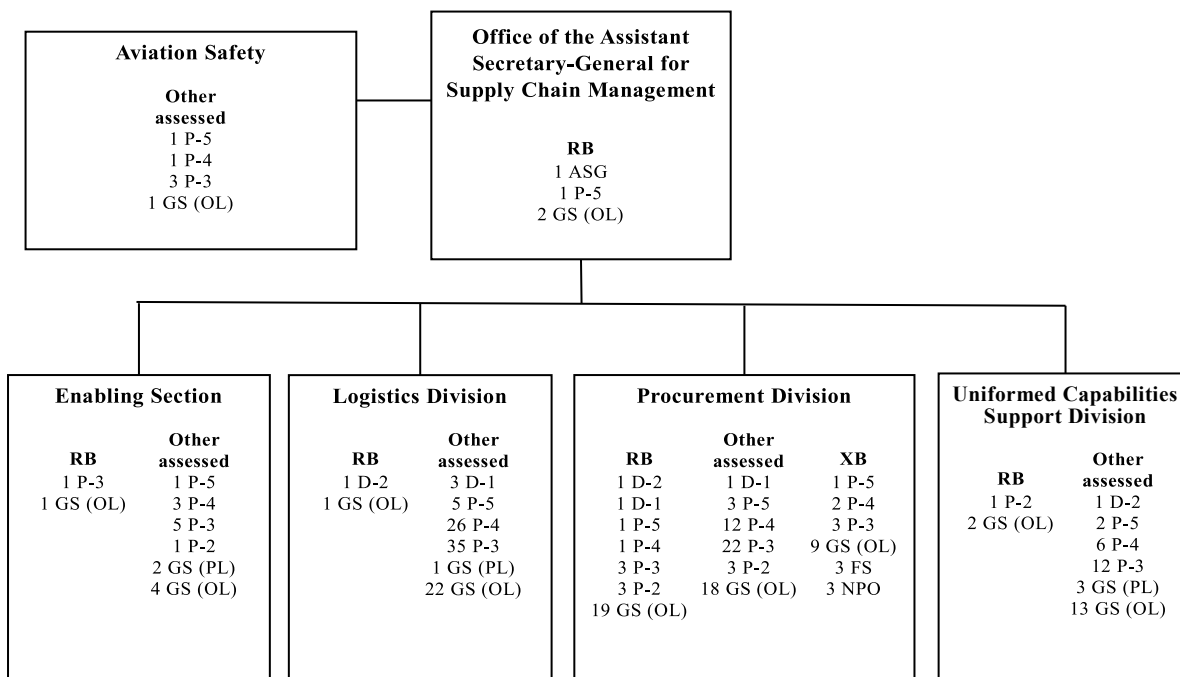 Aviation Safety
Other
assessed
1 P-5
1 P-4
3 P-3
1 GS (OL)
Office of the Assistant
Secretary-General for
Supply Chain Management
RB
1 ASG
1 P-5
2 GS (OL)
Enabling Section
RB
1 P-3
1 GS (OL)
Other
assessed
1 P-5
3 P-4
5 P-3
1 P-2
2 GS (PL)
4 GS (OL)
Logistics Division
RB
1 D-2
1 GS (OL)
Other
assessed
3 D-1
5 P-5
26 P-4
35 P-3
1 GS (PL)
22 GS (OL)
Procurement Division
RB
1 D-2
1 D-1
1 P-5
1 P-4
3 P-3
3 P-2
19 GS (OL)
Other
assessed
1 D-1
3 P-5
12 P-4
22 P-3
3 P-2
18 GS (OL)
XB
1 P-5
2 P-4
3 P-3
9 GS (OL)
3 FS
3 NPO
Uniformed Capabilities
Support Division
RB
1 P-2
2 GS (OL)
Other
assessed
1 D-2
2 P-5
6 P-4
12 P-3
3 GS (PL)
13 GS (OL)